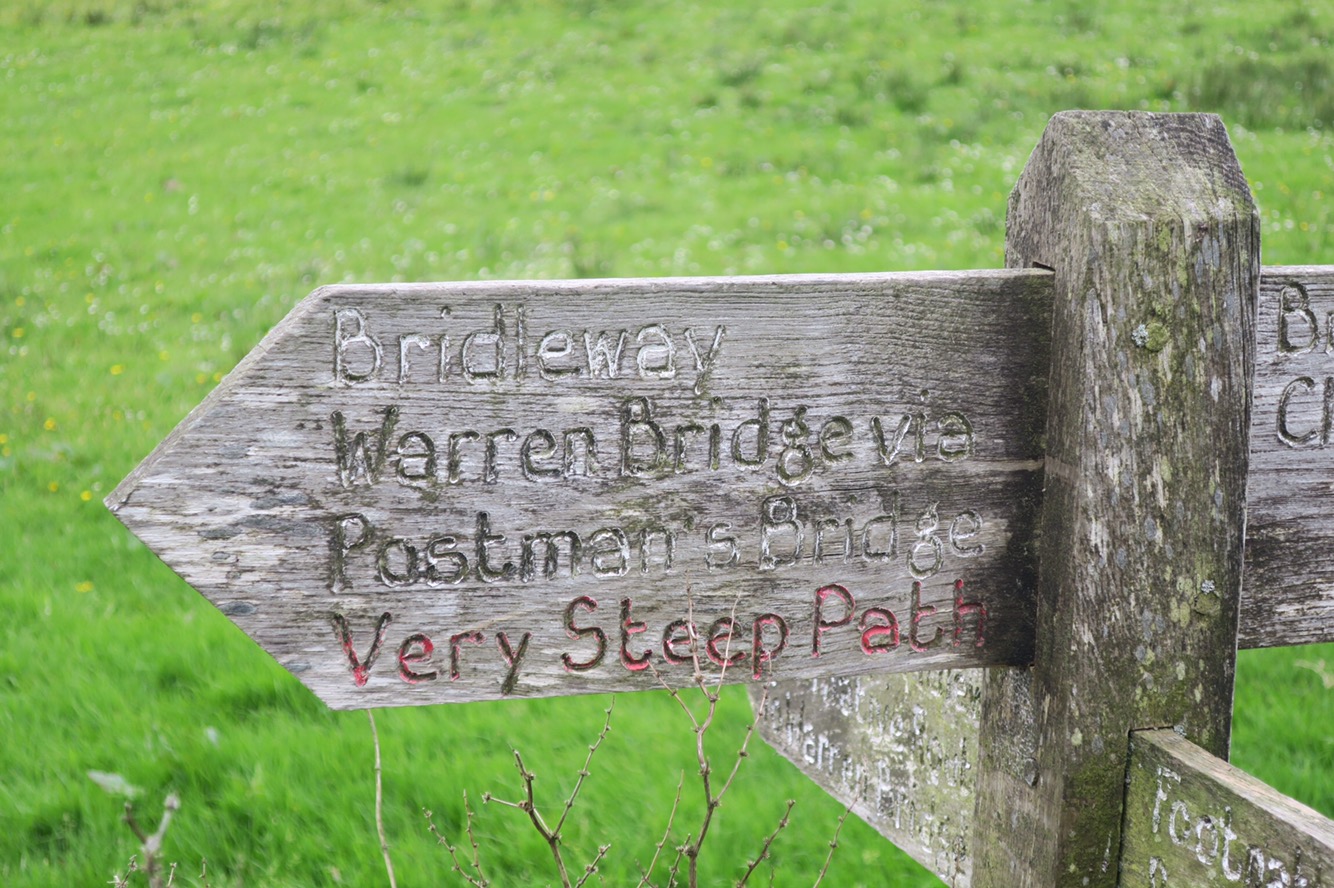 Bridleway
Warren Bridge via
Postman's Bridge
Very Steep Path